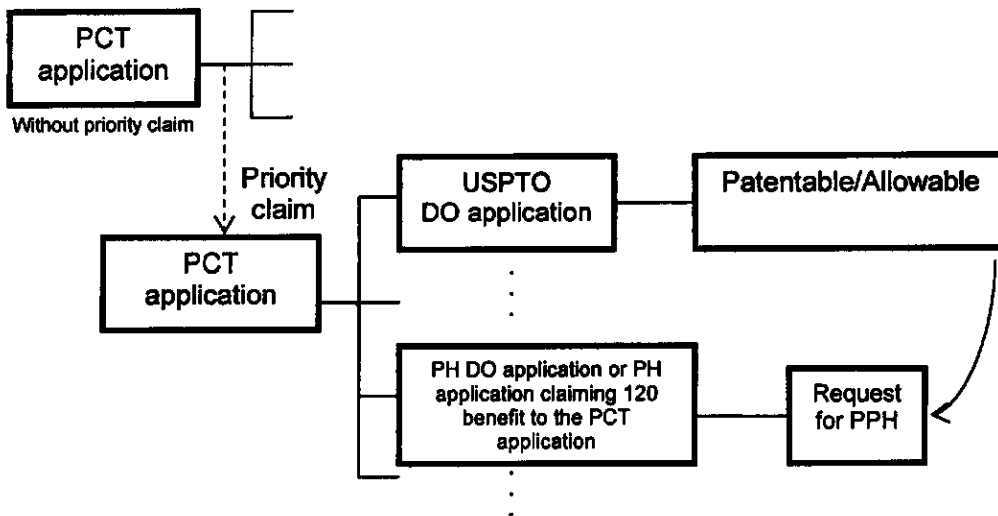 PCT
application
Without priority claim
Priority
claim
USPTO
DO application
Patentable/Allowable
PCT
application
PH DO application or PH
application claiming 120
benefit to the PCT
application
Request
for PPH